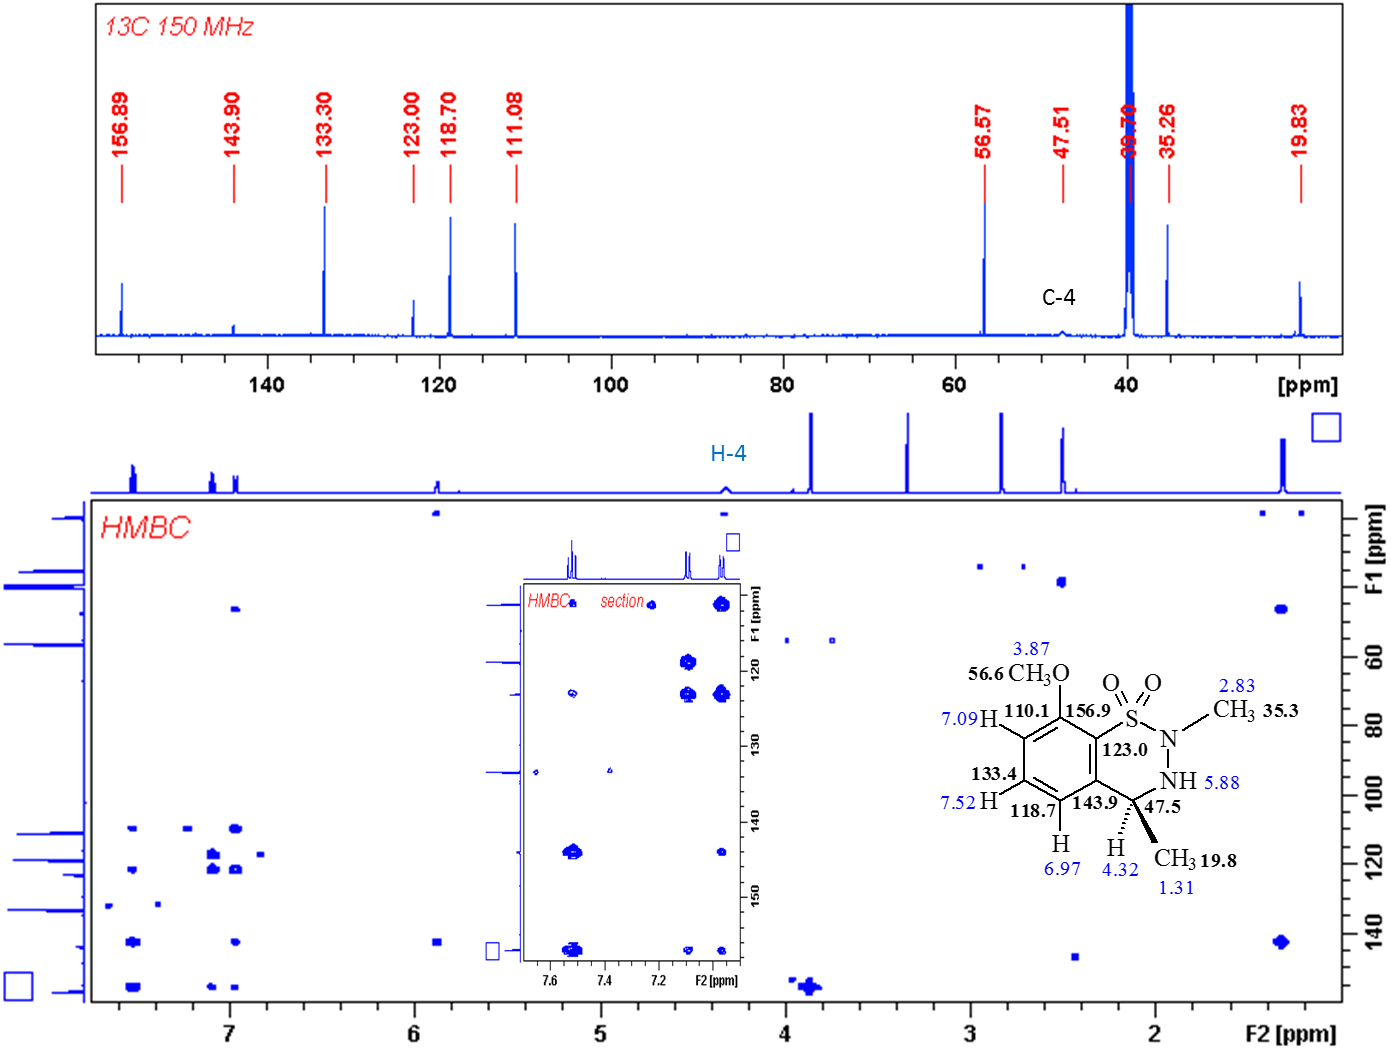 13C 150 MHz
156.89
143.90
133.30
123.00
118.70
111.08
56.57
47.51
39.70
35.26
19.83
C-4
140 120 100 80 60 40 [ppm]
H-4
HMBC
F1 [ppm]
60
80
100
120
140
7 6 5 4 3 2 F2 [ppm]
HMBC section
F1 [ppm]
120
130
140
150
7.6 7.4 7.2 F2 [ppm]
3.87
56.6 CH3O
O O
2.83
CH3 35.3
7.09 H
110.1
156.9
S
N
123.0
133.4
7.52 H
118.7
143.9
47.5
NH 5.88
H
6.97
H
4.32
CH3 19.8
1.31